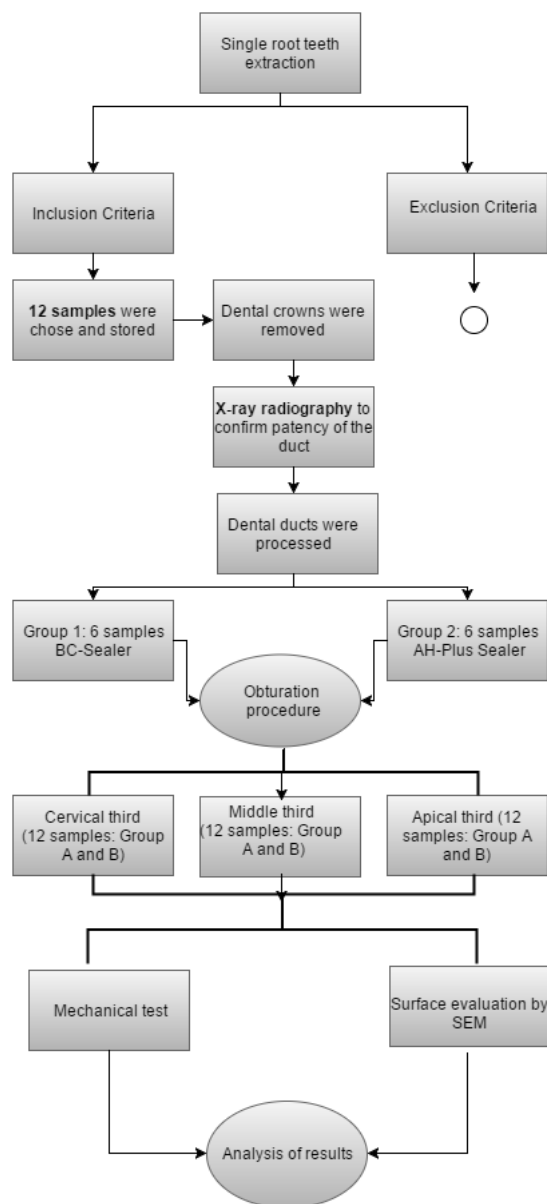 Single root teeth
extraction
Inclusion Criteria
Exclusion Criteria
12 samples were
chose and stored
Dental crowns were
removed
X-ray radiography to
confirm patency of the
duct
Dental ducts were
processed
Group 1: 6 samples
BC-Sealer
Group 2: 6 samples
AH-Plus Sealer
Obturation
procedure
Cervical third
(12 samples: Group
A and B)
Middle third
(12 samples: Group
A and B)
Apical third (12
samples: Group A
and B)
Mechanical test
Surface evaluation by
SEM
Analysis of results